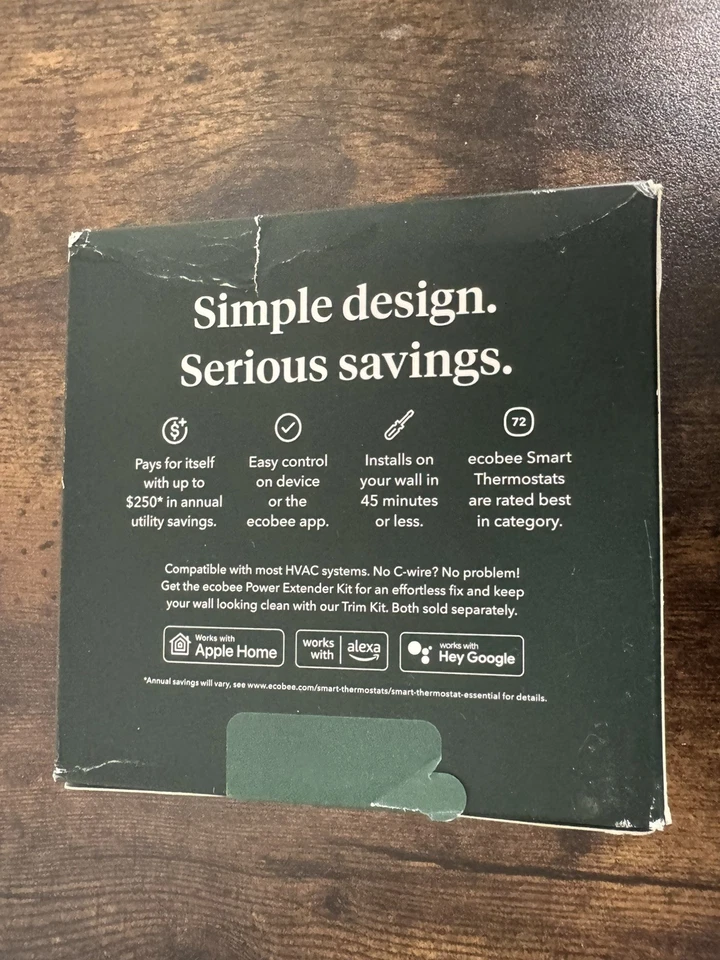 Simple design.
Serious savings.
$
72
Pays for itself
with up to
$250* in annual
utility savings.
Easy control
on device
or the
ecobee app.
Installs on
your wall in
45 minutes
or less.
ecobee Smart
Thermostats
are rated best
in category.
Compatible with most HVAC systems. No C-wire? No problem!
Get the ecobee Power Extender Kit for an effortless fix and keep
your wall looking clean with our Trim Kit. Both sold separately.
Works with
Apple Home
works
with
alexa
works with
Hey Google
*Annual savings will vary, see www.ecobee.com/smart-thermostats/smart-thermostat-essential for details.